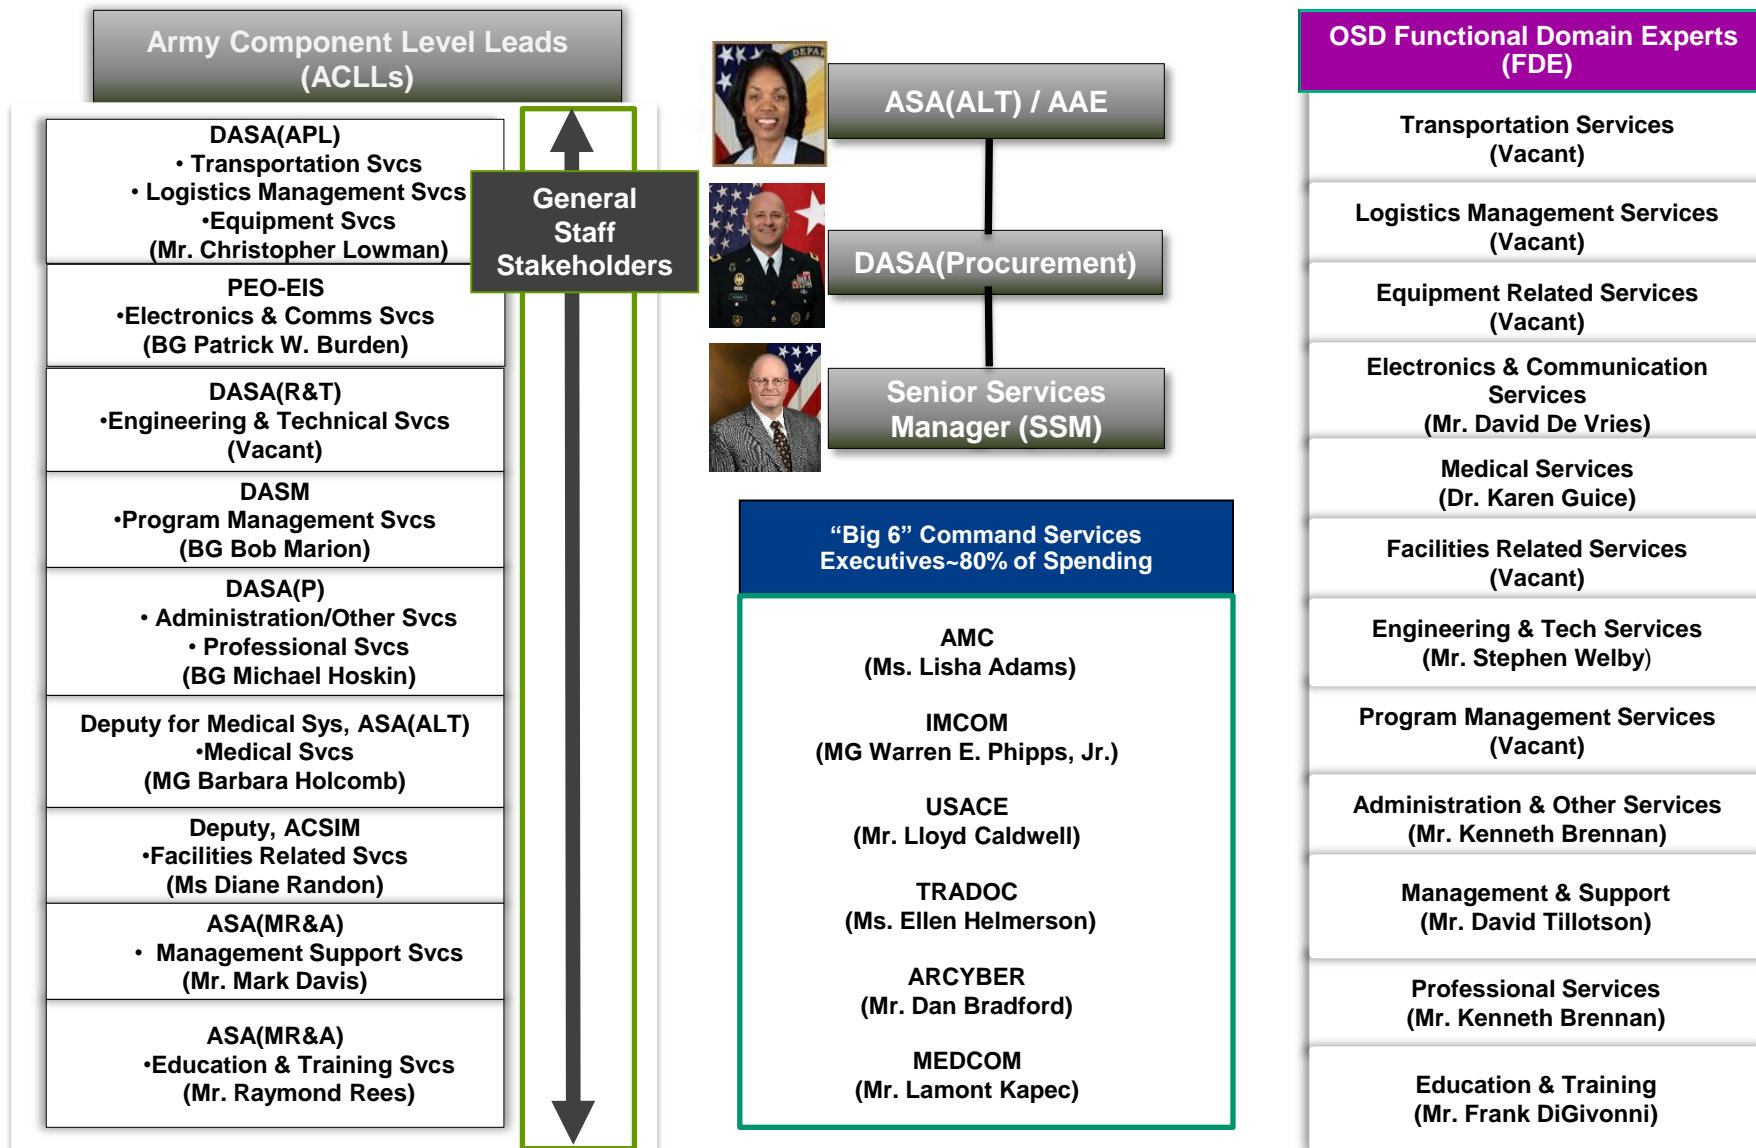 Army Component Level Leads
(ACLLs)
DASA(APL)
• Transportation Svcs
• Logistics Management Svcs
•Equipment Svcs
(Mr. Christopher Lowman)
PEO-EIS
•Electronics & Comms Svcs
(BG Patrick W. Burden)
DASA(R&T)
•Engineering & Technical Svcs
(Vacant)
DASM
•Program Management Svcs
(BG Bob Marion)
DASA(P)
• Administration/Other Svcs
• Professional Svcs
(BG Michael Hoskin)
Deputy for Medical Sys, ASA(ALT)
•Medical Svcs
(MG Barbara Holcomb)
Deputy, ACSIM
•Facilities Related Svcs
(Ms Diane Randon)
ASA(MR&A)
• Management Support Svcs
(Mr. Mark Davis)
ASA(MR&A)
•Education & Training Svcs
(Mr. Raymond Rees)
General
Staff
Stakeholders
ASA(ALT) / AAE
DASA(Procurement)
Senior Services
Manager (SSM)
“Big 6” Command Services
Executives~80% of Spending
AMC
(Ms. Lisha Adams)
IMCOM
(MG Warren E. Phipps, Jr.)
USACE
(Mr. Lloyd Caldwell)
TRADOC
(Ms. Ellen Helmerson)
ARCYBER
(Mr. Dan Bradford)
MEDCOM
(Mr. Lamont Kapec)
OSD Functional Domain Experts
(FDE)
Transportation Services
(Vacant)
Logistics Management Services
(Vacant)
Equipment Related Services
(Vacant)
Electronics & Communication
Services
(Mr. David De Vries)
Medical Services
(Dr. Karen Guice)
Facilities Related Services
(Vacant)
Engineering & Tech Services
(Mr. Stephen Welby)
Program Management Services
(Vacant)
Administration & Other Services
(Mr. Kenneth Brennan)
Management & Support
(Mr. David Tillotson)
Professional Services
(Mr. Kenneth Brennan)
Education & Training
(Mr. Frank DiGivonni)